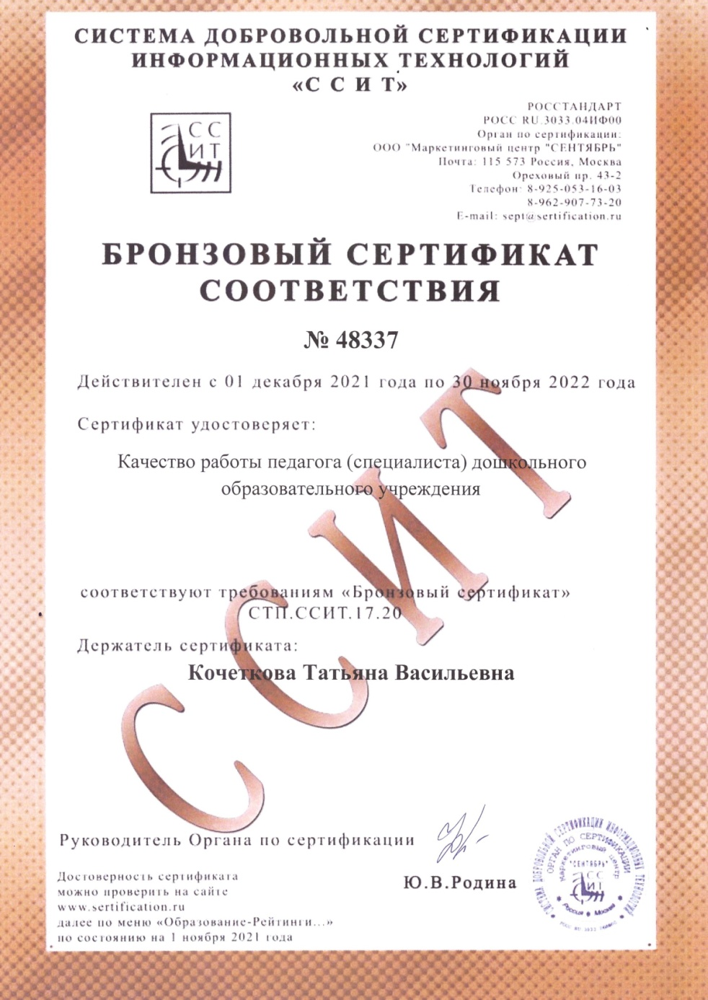 СИСТЕМА ДОБРОВОЛЬНОЙ СЕРТИФИКАЦИИ
ИНФОРМАЦИОННЫХ ТЕХНОЛОГИЙ
«С С И Т»
СС
ИТ
РОССТАНДАРТ
РОСС RU.3033.04ИФ00
Орган по сертификации:
ООО "Маркетинговый центр "СЕНТЯБРЬ"
Почта: 115 573 Россия, Москва
Ореховый пр. 43-2
Телефон: 8-925-053-16-03
8-962-907-73-20
E-mail: sept@sertification.ru
БРОНЗОВЫЙ СЕРТИФИКАТ
СООТВЕТСТВИЯ
№ 48337
Действителен с 01 декабря 2021 года по 30 ноября 2022 года
Сертификат удостоверяет:
Качество работы педагога (специалиста) дошкольного
образовательного учреждения
ССИТ
соответствуют требованиям «Бронзовый сертификат»
СТП.ССИТ.17.20
Держатель сертификата:
Кочеткова Татьяна Васильевна
Руководитель Органа по сертификации
Ю.В.Родина
Достоверность сертификата
можно проверить на сайте
www.sertification.ru
далее по меню «Образование-Рейтинги...»
по состоянию на 1 ноября 2021 года
СИСТЕМА ДОБРОВОЛЬНОЙ СЕРТИФИКАЦИИ ИНФОРМАЦИОННЫХ ТЕХНОЛОГИЙ
ОРГАН ПО СЕРТИФИКАЦИИ
Маркетинговый центр
"СЕНТЯБРЬ"
СС
ИТ
Россия Москва